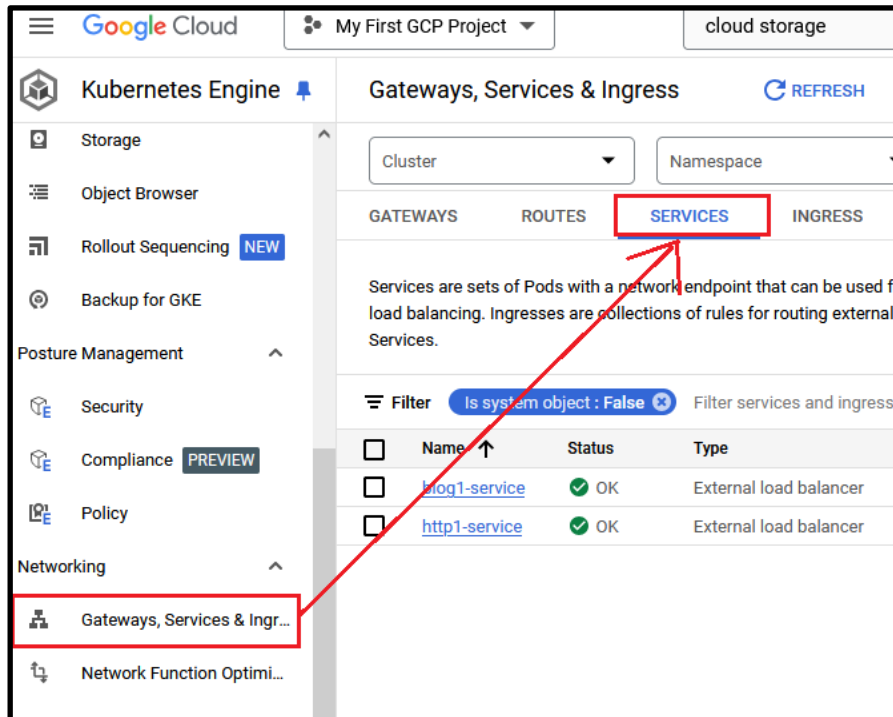 Google Cloud
My First GCP Project
cloud storage
Kubernetes Engine
Storage
Object Browser
Rollout Sequencing NEW
Backup for GKE
Posture Management
Security
Compliance PREVIEW
Policy
Networking
Gateways, Services & Ingr...
Network Function Optimi...
Gateways, Services & Ingress
REFRESH
Cluster
Namespace
GATEWAYS ROUTES SERVICES INGRESS
Services are sets of Pods with a network endpoint that can be used f
load balancing. Ingresses are collections of rules for routing external
Services.
Filter Is system object : False Filter services and ingress
Name Status Type
blog1-service OK External load balancer
http1-service OK External load balancer